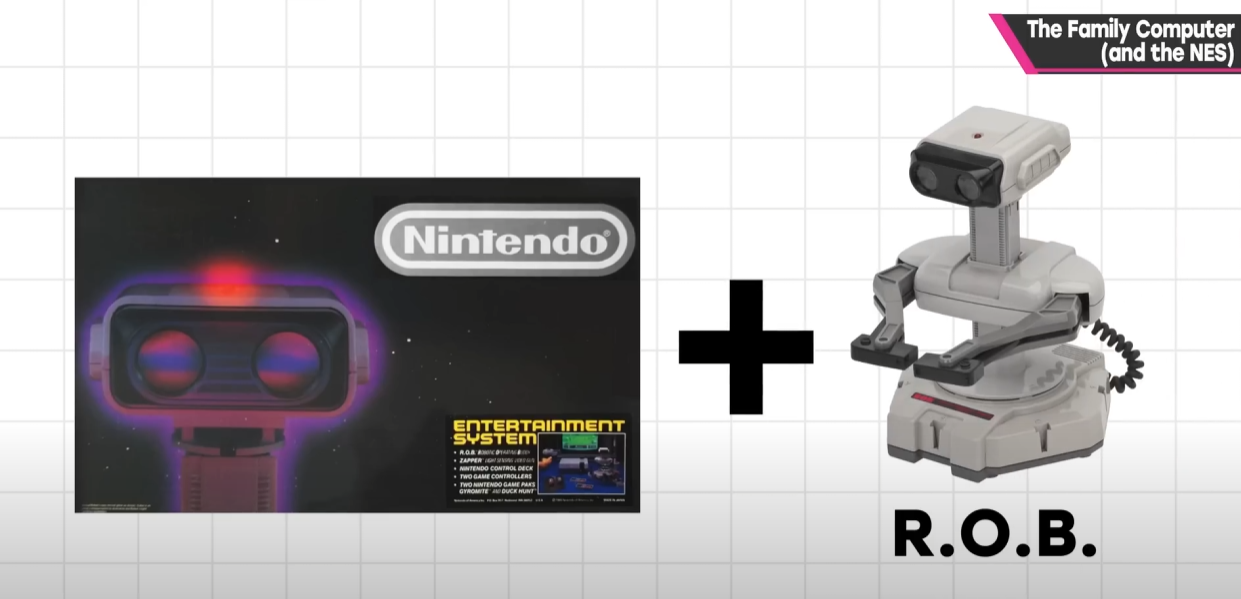 The Family Computer
(and the NES)
Nintendo®
ENTERTAINMENT
SYSTEM
• R.O.B.
• ZAPPER
• NINTENDO CONTROL DECK
• TWO GAME CONTROLLERS
• TWO NINTENDO GAME PAKS
GYROMITE AND DUCK HUNT
R.O.B.